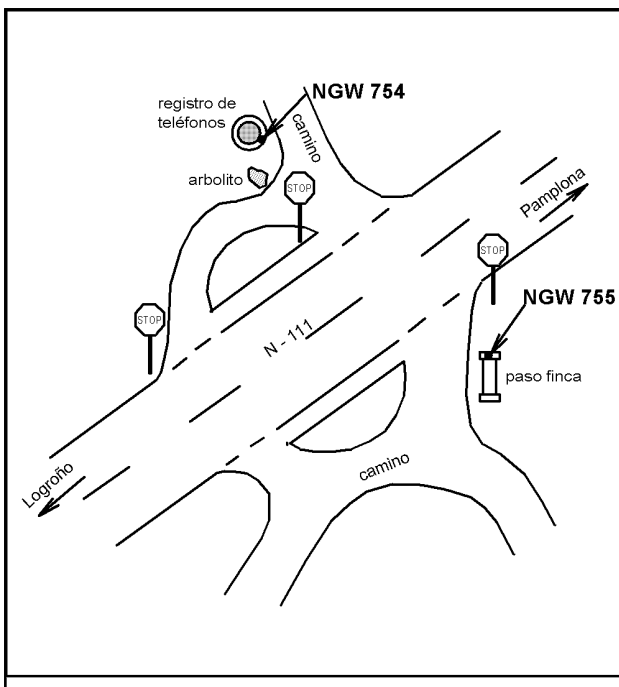 NGW 754
registro de
teléfonos
camino
arbolito
STOP
Pamplona
STOP
NGW 755
STOP
N - 111
paso finca
camino
Logroño